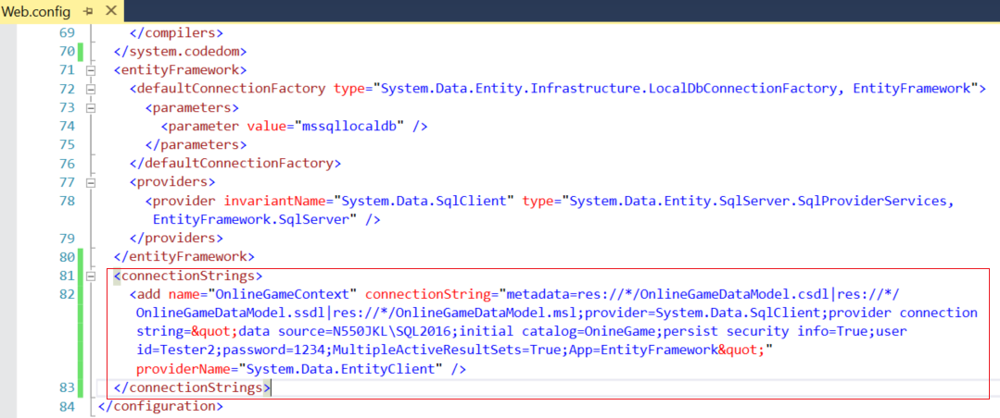 Web.config
69 </compilers>
70 </system.codedom>
71 <entityFramework>
72 <defaultConnectionFactory type="System.Data.Entity.Infrastructure.LocalDbConnectionFactory, EntityFramework">
73 <parameters>
74 <parameter value="mssqllocaldb" />
75 </parameters>
76 </defaultConnectionFactory>
77 <providers>
78 <provider invariantName="System.Data.SqlClient" type="System.Data.Entity.SqlServer.SqlProviderServices,
EntityFramework.SqlServer" />
79 </providers>
80 </entityFramework>
81 <connectionStrings>
82 <add name="OnlineGameContext" connectionString="metadata=res://*/OnlineGameDataModel.csdl|res://*/
OnlineGameDataModel.ssdl|res://*/OnlineGameDataModel.msl;provider=System.Data.SqlClient;provider connection
string=&quot;data source=N550JKL\SQL2016;initial catalog=OnineGame;persist security info=True;user
id=Tester2;password=1234;MultipleActiveResultSets=True;App=EntityFramework&quot;"
providerName="System.Data.EntityClient" />
83 </connectionStrings>
84 </configuration>